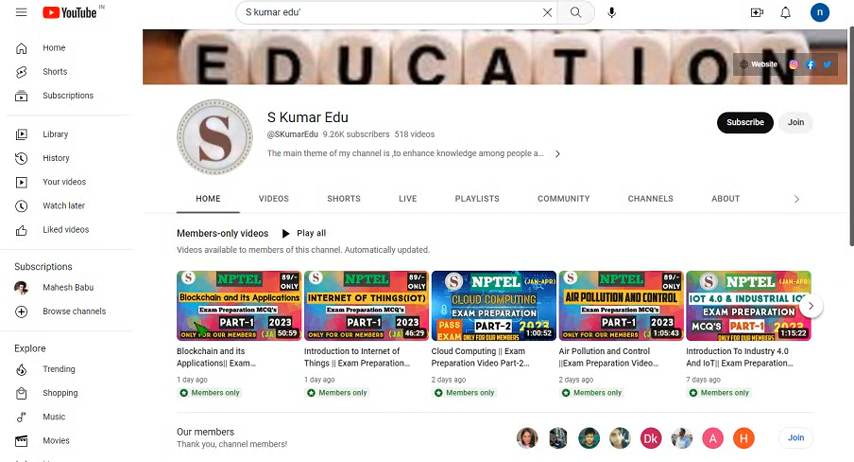 YouTube IN
S kumar edu'
n
Home
Shorts
Subscriptions
Library
History
Your videos
Watch later
Liked videos
Subscriptions
Mahesh Babu
Browse channels
Explore
Trending
Shopping
Music
Movies
EDUCATION
Website
S
S Kumar Edu
@SKumarEdu 9.26K subscribers 518 videos
The main theme of my channel is ,to enhance knowledge among people a...
Subscribe
Join
HOME VIDEOS SHORTS LIVE PLAYLISTS COMMUNITY CHANNELS ABOUT
Members-only videos Play all
Videos available to members of this channel. Automatically updated.
S NPTEL 89/- ONLY
Blockchain and its Applications
Exam Preparation MCQ's
PART-1 2023
ONLY FOR OUR MEMBERS 50:59
Blockchain and its
Applications|| Exam...
1 day ago
Members only
S NPTEL 89/- ONLY
INTERNET OF THINGS(IOT)
Exam Preparation MCQ's
PART-1 2023
ONLY FOR OUR MEMBERS 46:29
Introduction to Internet of
Things || Exam Preparation...
1 day ago
Members only
S NPTEL (JAN-APR)
CLOUD COMPUTING
EXAM PREPARATION
PASS EXAM PART-2 2023
ONLY FOR OUR MEMBERS 1:00:52
Cloud Computing || Exam
Preparation Video Part-2...
2 days ago
Members only
S NPTEL 89/- ONLY
AIR POLLUTION AND CONTROL
Exam Preparation MCQ's
PART-1 2023
ONLY FOR OUR MEMBERS 1:05:43
Air Pollution and Control
||Exam Preparation Video...
2 days ago
Members only
S NPTEL (JAN-APR)
IOT 4.0 & INDUSTRIAL IOT
EXAM PREPARATION
MCQ'S PART-1 2023
ONLY FOR OUR MEMBERS 1:15:22
Introduction To Industry 4.0
And IoT|| Exam Preparation...
7 days ago
Members only
Our members
Thank you, channel members!
Dk
A
H
Join